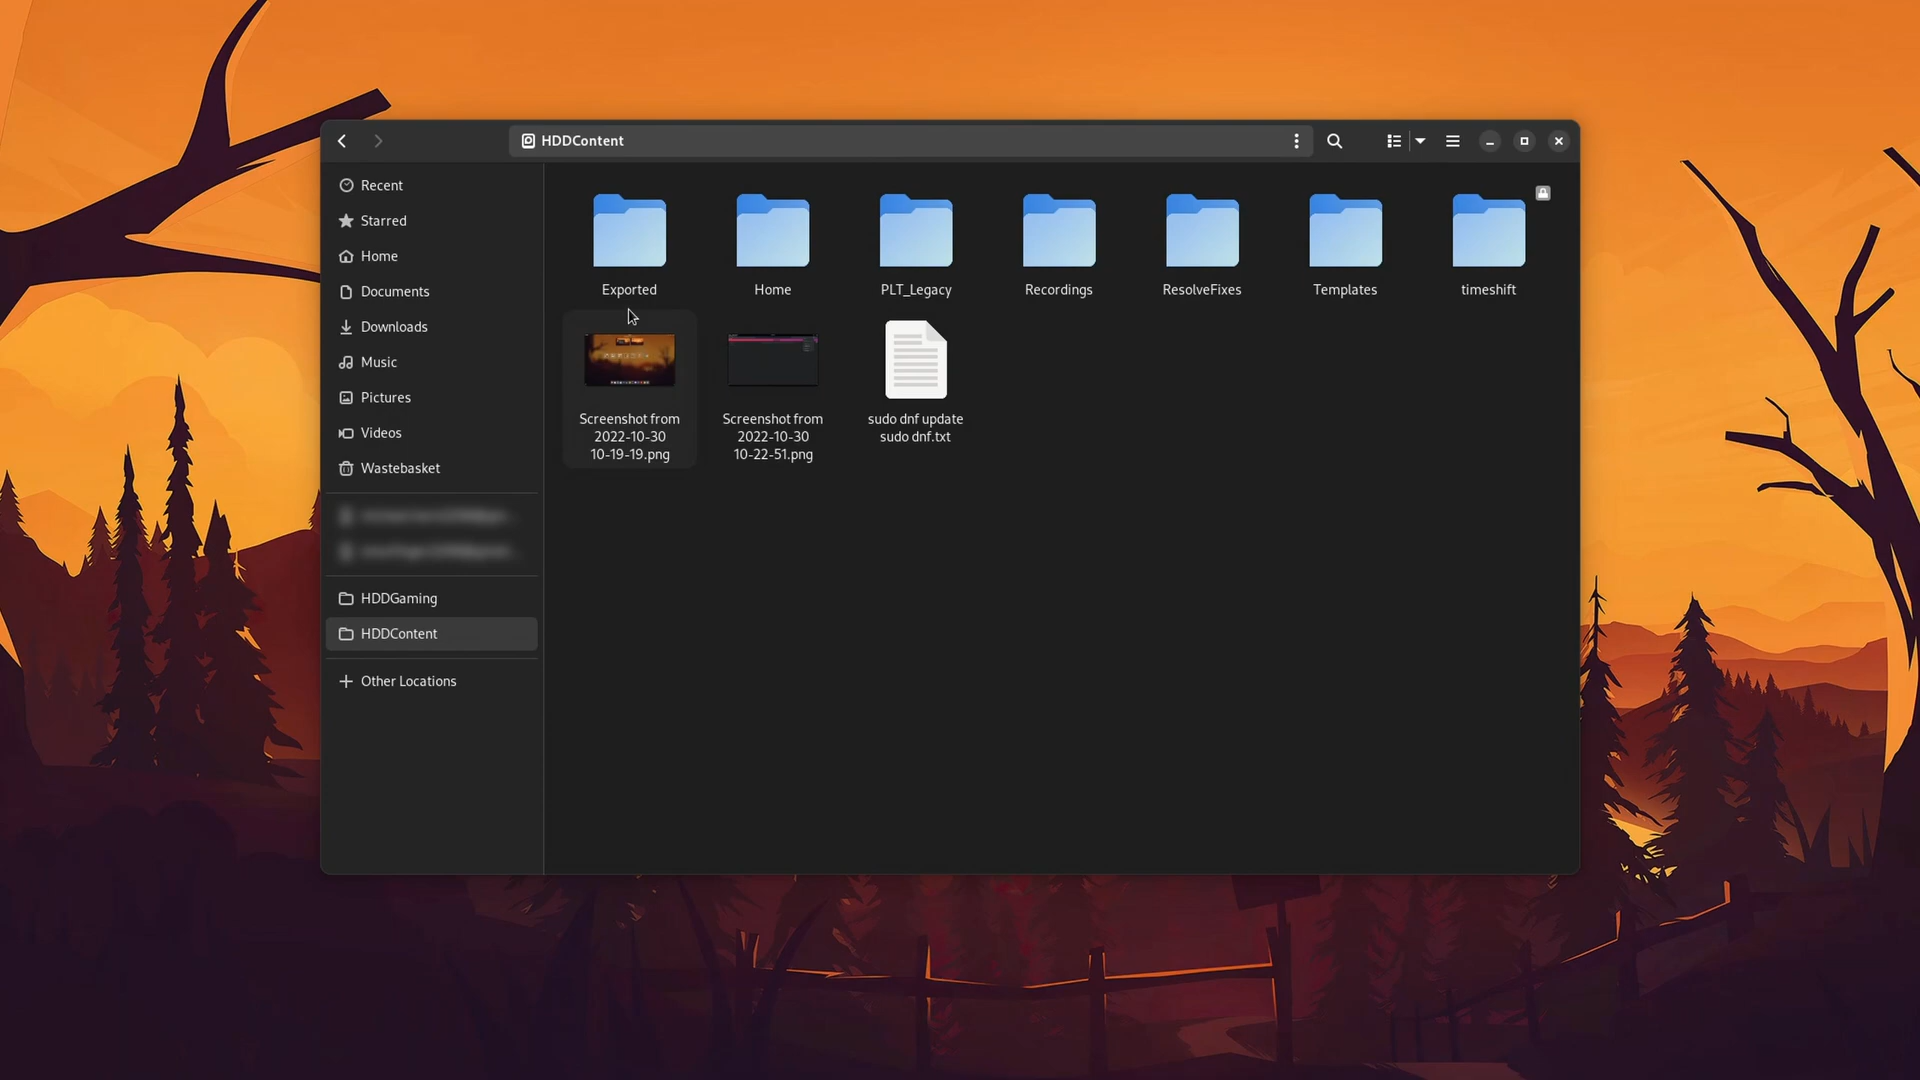 HDDContent
Recent
Starred
Home
Documents
Downloads
Music
Pictures
Videos
Wastebasket
HDDGaming
HDDContent
Other Locations
Exported
Home
PLT_Legacy
Recordings
ResolveFixes
Templates
timeshift
Screenshot from
2022-10-30
10-19-19.png
Screenshot from
2022-10-30
10-22-51.png
sudo dnf update
sudo dnf.txt